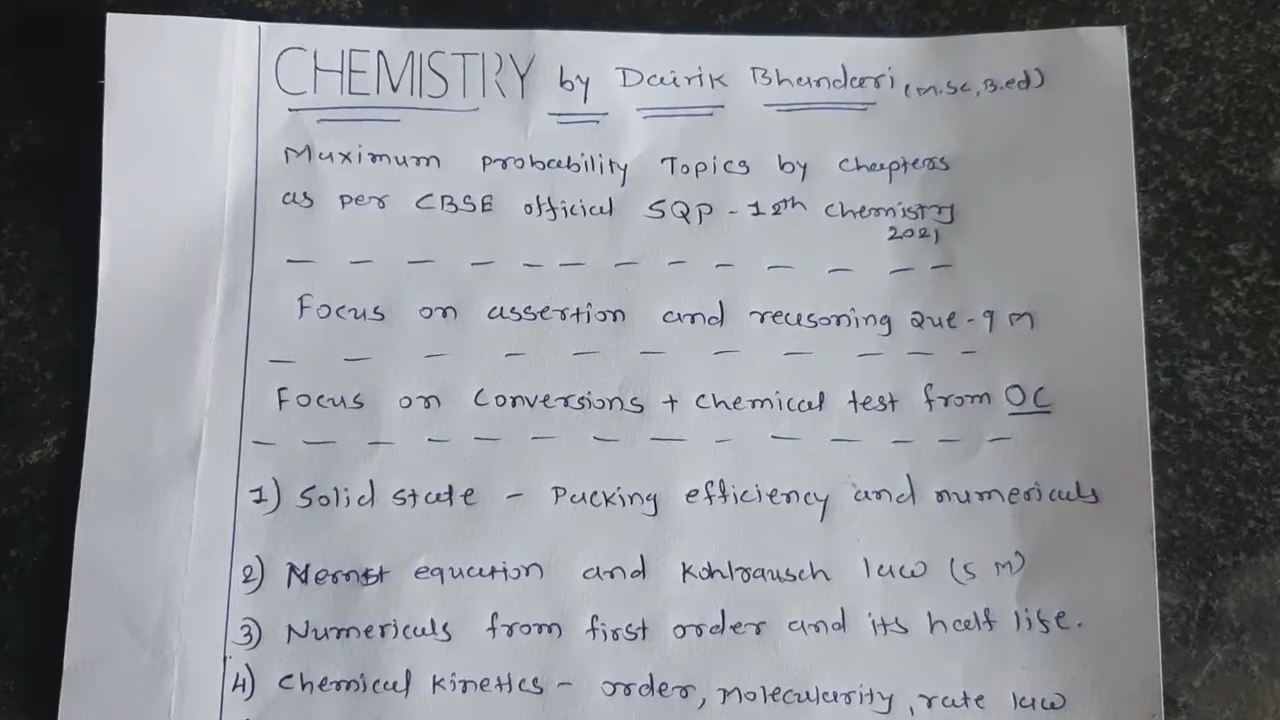 CHEMISTRY by Dairik Bhandari (M.Sc, B.ed)
Maximum probability Topics by chapters
as per CBSE official SQP - 12th chemistry
2021
Focus on assertion and reasoning Que - 9 M
Focus on conversions + chemical test from OC
1) Solid state - Packing efficiency and numericals
2) Nernst equation and Kohlrausch law (5 M)
3) Numericals from first order and its half life.
4) Chemical kinetics - order, Molecularity, rate law